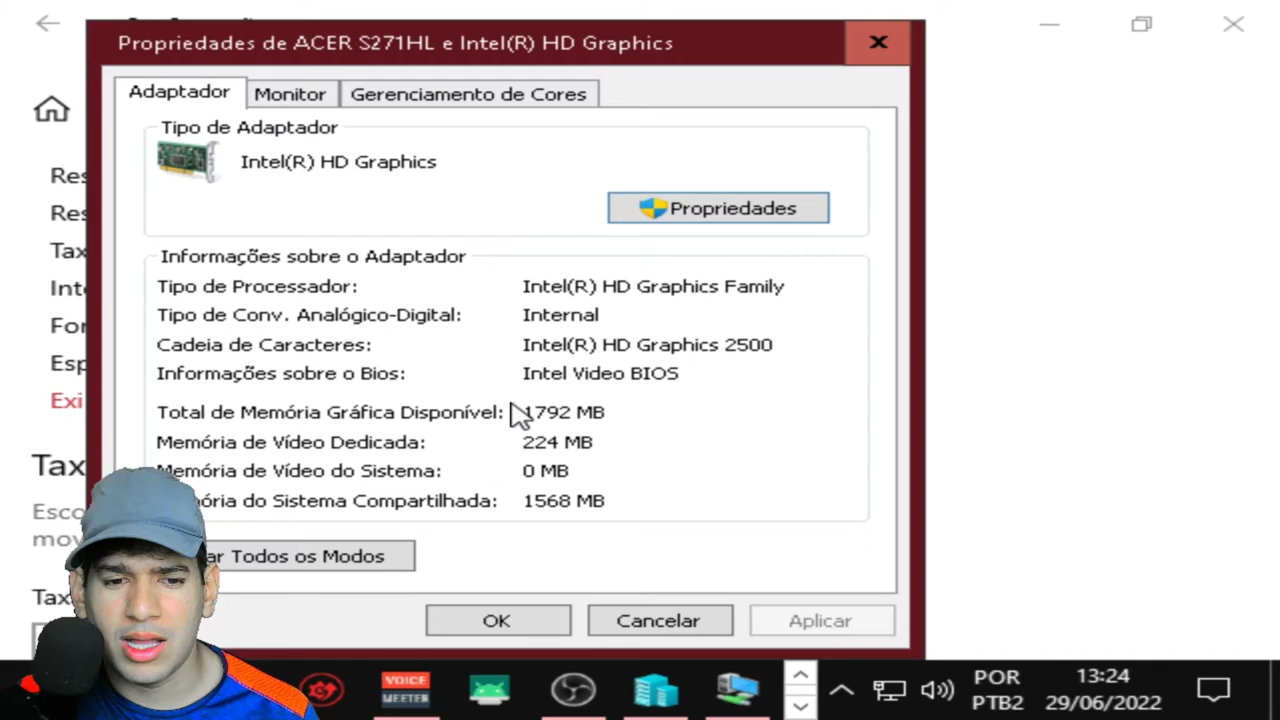 Propriedades de ACER S271HL e Intel(R) HD Graphics
Adaptador
Monitor
Gerenciamento de Cores
Tipo de Adaptador
Intel(R) HD Graphics
Propriedades
Informações sobre o Adaptador
Tipo de Processador: Intel(R) HD Graphics Family
Tipo de Conv. Analógico-Digital: Internal
Cadeia de Caracteres: Intel(R) HD Graphics 2500
Informações sobre o Bios: Intel Video BIOS
Total de Memória Gráfica Disponível: 1792 MB
Memória de Vídeo Dedicada: 224 MB
Memória de Vídeo do Sistema: 0 MB
mória do Sistema Compartilhada: 1568 MB
ar Todos os Modos
OK
Cancelar
Aplicar
Res
Res
Tax
Inte
For
Esp
Exi
Tax
Esco
mov
Tax
VOICE
MEETER
POR
PTB2
13:24
29/06/2022